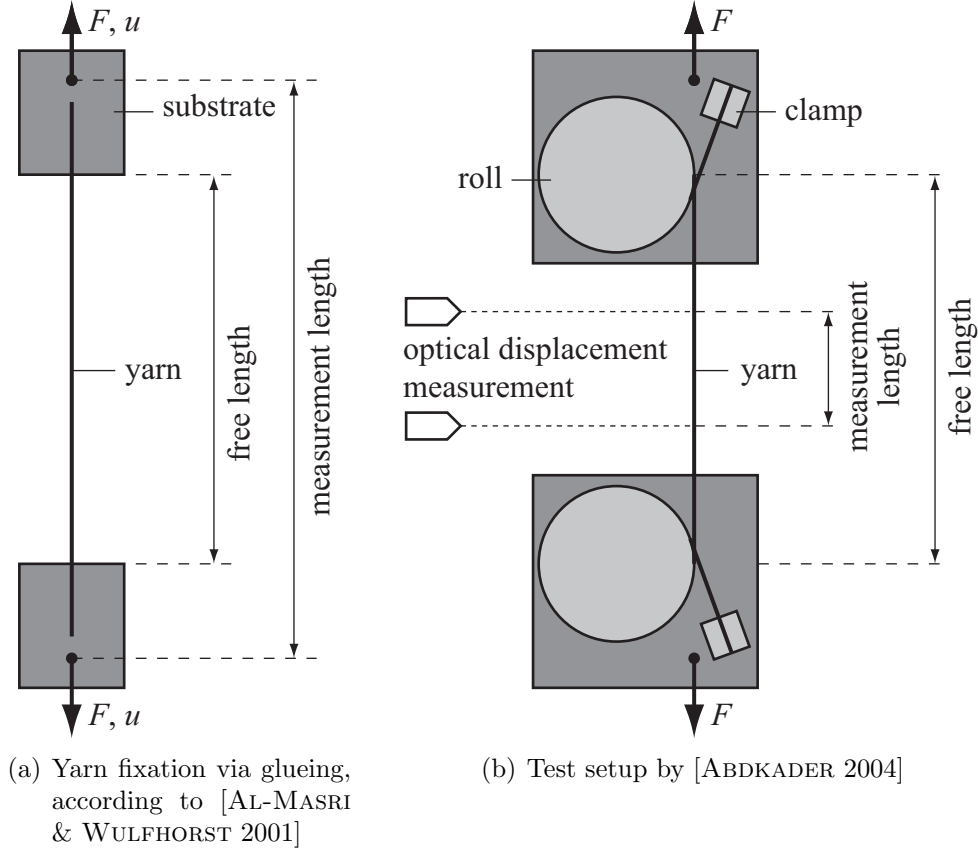 F, u
substrate
free length
measurement length
yarn
F, u
(a) Yarn fixation via glueing,
according to [AL-MASRI
& WULFHORST 2001]
F
clamp
roll
optical displacement
measurement
yarn
measurement
length
free length
F
(b) Test setup by [ABDKADER 2004]